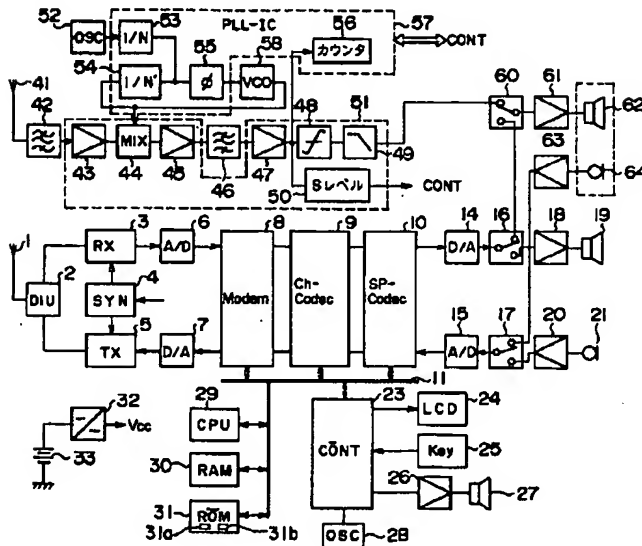 52 53 PLL-IC 56 57
OSC 1/N 55 58 カウンタ CONT
54 1/N' φ VCO
41 60 61
42 48 51 62
MIX 63
43 44 45 46 47 49
50 Sレベル CONT 64
3 6 8 9 10
1 RX A/D 14 16 18 19
2 4 D/A
DIU SYN Modem Ch-Codec SP-Codec
5 7 15 17 20 21
TX D/A A/D
11
32 29 23 24
Vcc CPU CONT LCD
33 30 25
RAM Key
26
31 ROM 27
31a 31b OSC 28